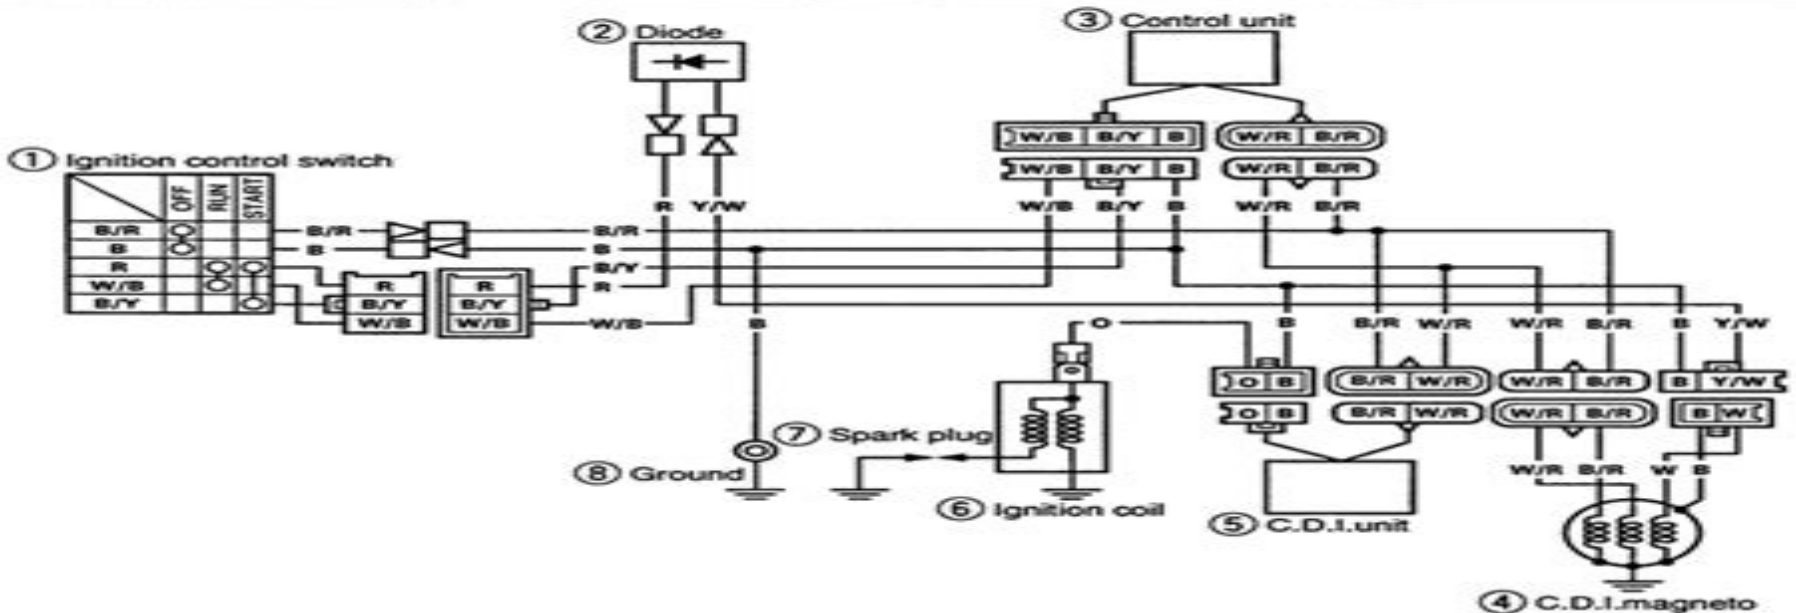 ② Diode
③ Control unit
W/B B/Y B W/R B/R
W/B B/Y B W/R B/R
① Ignition control switch
OFF RUN START
R Y/W W/B B/Y B W/R B/R
B/R B/R B/R
B B B
R B/Y
W/B R R R
B/Y B/Y B/Y
W/B W/B W/B B O B B/R W/R W/R B/R B Y/W
O B B/R W/R W/R B/R B Y/W
O B B/R W/R W/R B/R B W
⑦ Spark plug
⑧ Ground W/R B/R W B
⑥ Ignition coil
⑤ C.D.I.unit
④ C.D.I.magneto